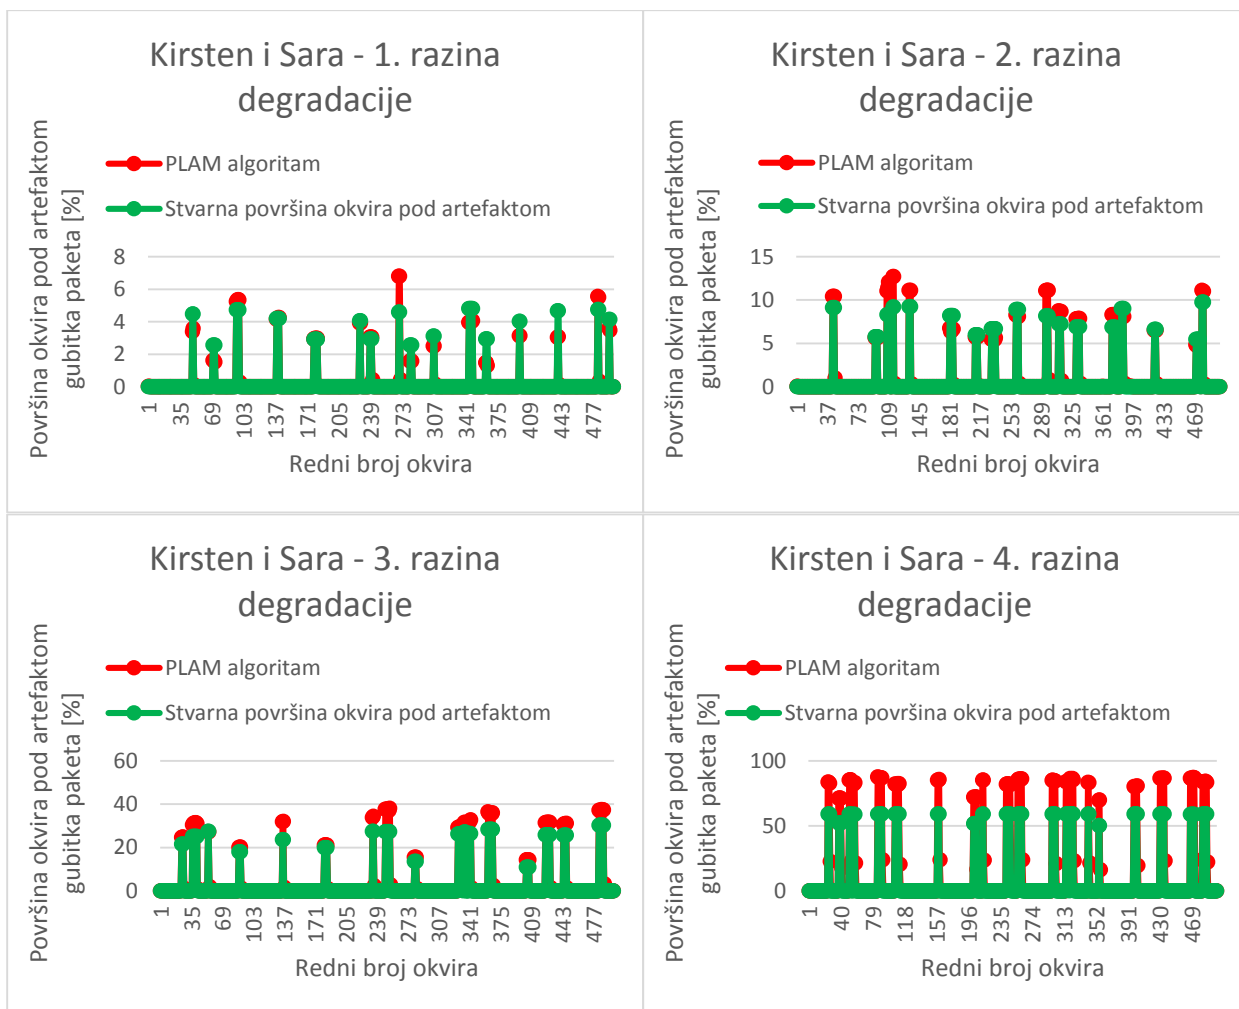 Kirsten i Sara - 1. razina
degradacije
PLAM algoritam
Stvarna površina okvira pod artefaktom
Površina okvira pod artefaktom
gubitka paketa [%]
8
6
4
2
0
1
35
69
103
137
171
205
239
273
307
341
375
409
443
477
Redni broj okvira
Kirsten i Sara - 2. razina
degradacije
PLAM algoritam
Stvarna površina okvira pod artefaktom
Površina okvira pod artefaktom
gubitka paketa [%]
15
10
5
0
1
37
73
109
145
181
217
253
289
325
361
397
433
469
Redni broj okvira
Kirsten i Sara - 3. razina
degradacije
PLAM algoritam
Stvarna površina okvira pod artefaktom
Površina okvira pod artefaktom
gubitka paketa [%]
60
40
20
0
1
35
69
103
137
171
205
239
273
307
341
375
409
443
477
Redni broj okvira
Kirsten i Sara - 4. razina
degradacije
PLAM algoritam
Stvarna površina okvira pod artefaktom
Površina okvira pod artefaktom
gubitka paketa [%]
100
50
0
1
40
79
118
157
196
235
274
313
352
391
430
469
Redni broj okvira